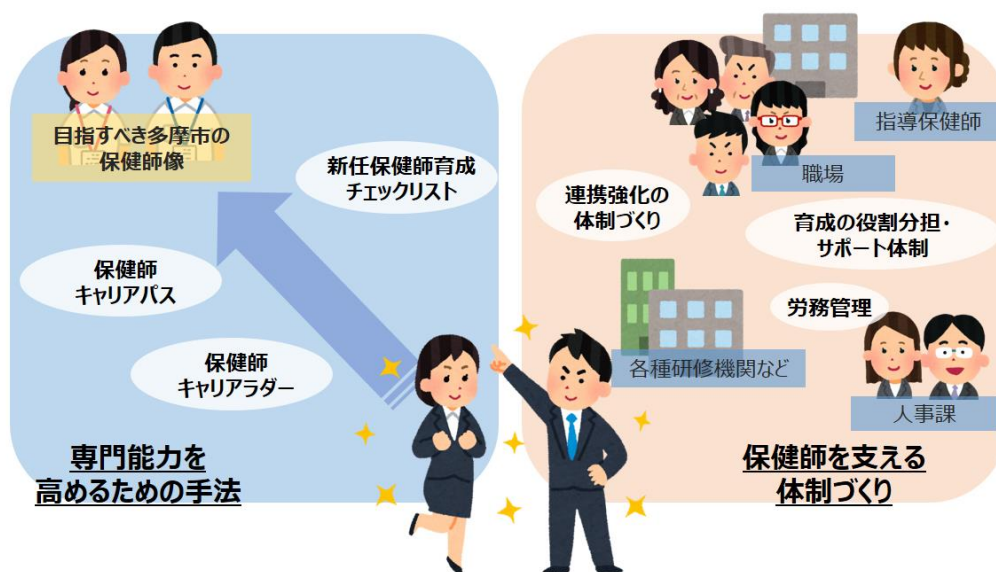 目指すべき多摩市の
保健師像
新任保健師育成
チェックリスト
保健師
キャリアパス
保健師
キャリアラダー
専門能力を
高めるための手法
指導保健師
職場
連携強化の
体制づくり
育成の役割分担・
サポート体制
労務管理
各種研修機関など
人事課
保健師を支える
体制づくり